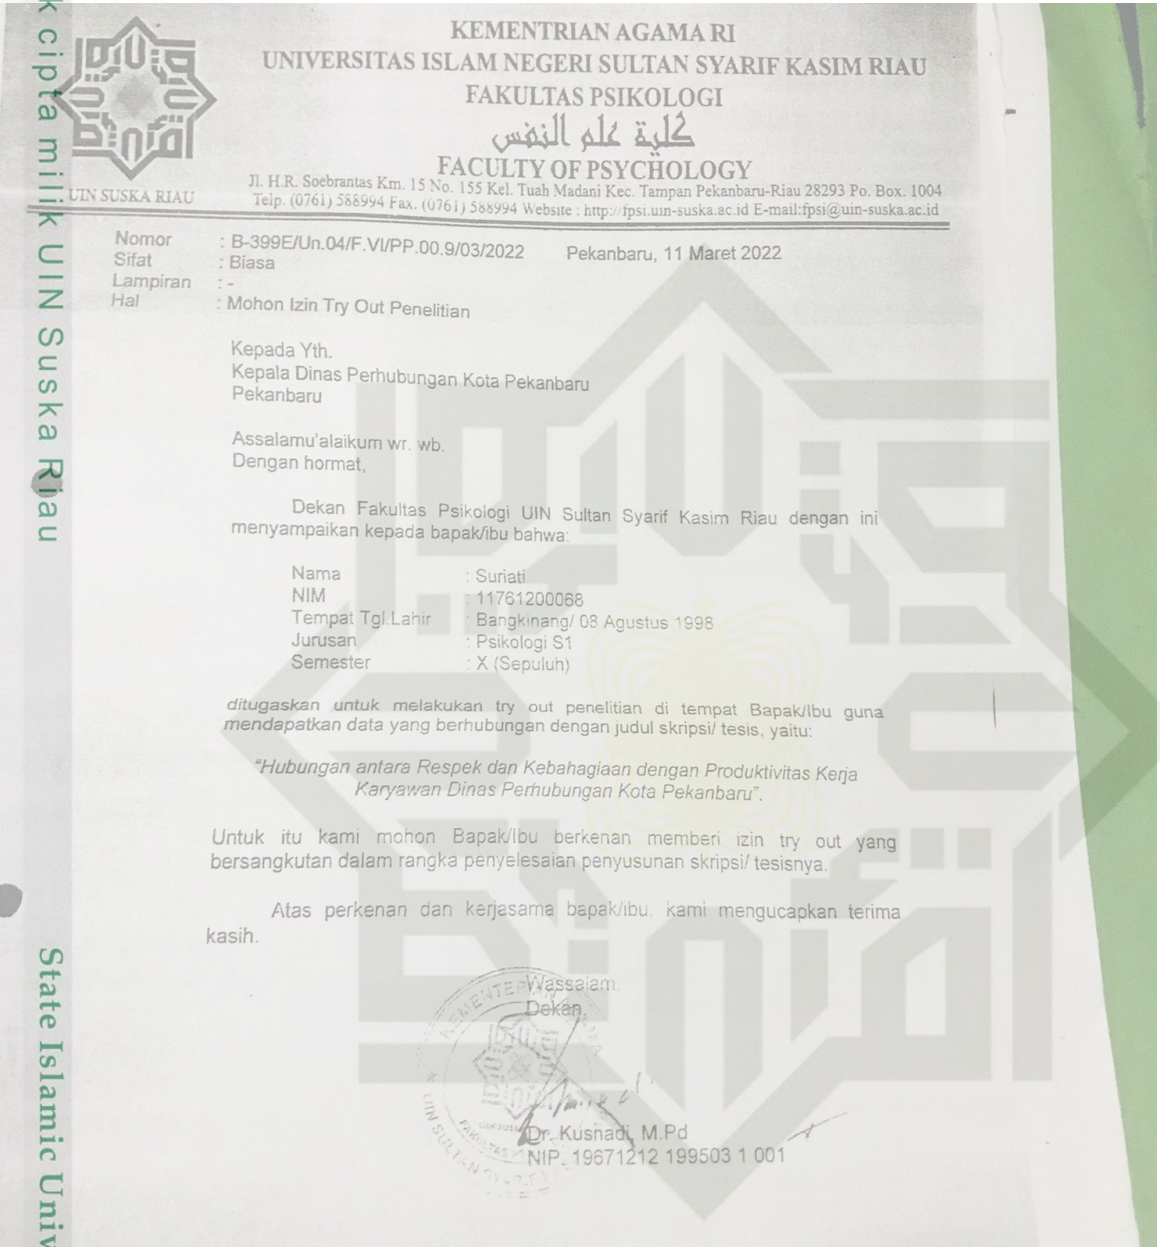 KEMENTRIAN AGAMA RI
UNIVERSITAS ISLAM NEGERI SULTAN SYARIF KASIM RIAU
FAKULTAS PSIKOLOGI
كلية علم النفس
FACULTY OF PSYCHOLOGY
Jl. H.R. Soebrantas Km. 15 No. 155 Kel. Tuah Madani Kec. Tampan Pekanbaru-Riau 28293 Po. Box. 1004
Telp. (0761) 588994 Fax. (0761) 588994 Website : http://fpsi.uin-suska.ac.id E-mail:fpsi@uin-suska.ac.id
UIN SUSKA RIAU
Nomor : B-399E/Un.04/F.VI/PP.00.9/03/2022 Pekanbaru, 11 Maret 2022
Sifat : Biasa
Lampiran : -
Hal : Mohon Izin Try Out Penelitian
Kepada Yth.
Kepala Dinas Perhubungan Kota Pekanbaru
Pekanbaru
Assalamu'alaikum wr. wb.
Dengan hormat,
Dekan Fakultas Psikologi UIN Sultan Syarif Kasim Riau dengan ini
menyampaikan kepada bapak/ibu bahwa:
Nama : Suriati
NIM : 11761200068
Tempat Tgl.Lahir : Bangkinang/ 08 Agustus 1998
Jurusan : Psikologi S1
Semester : X (Sepuluh)
ditugaskan untuk melakukan try out penelitian di tempat Bapak/Ibu guna
mendapatkan data yang berhubungan dengan judul skripsi/ tesis, yaitu:
"Hubungan antara Respek dan Kebahagiaan dengan Produktivitas Kerja
Karyawan Dinas Perhubungan Kota Pekanbaru".
Untuk itu kami mohon Bapak/Ibu berkenan memberi izin try out yang
bersangkutan dalam rangka penyelesaian penyusunan skripsi/ tesisnya.
Atas perkenan dan kerjasama bapak/ibu, kami mengucapkan terima
kasih.
Wassalam.
Dekan,
Dr. Kusnadi, M.Pd
NIP. 19671212 199503 1 001
k cipta milik UIN Suska Riau
State Islamic Univ